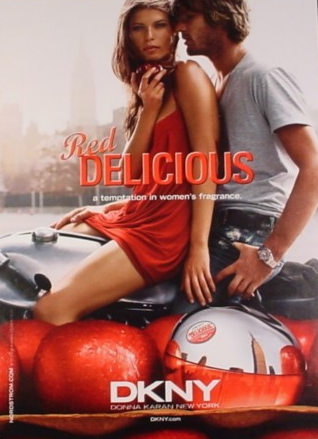 Red
DELICIOUS
a temptation in women's fragrance.
DKNY
DONNA KARAN NEW YORK
DKNY.com
NORDSTROM.COM